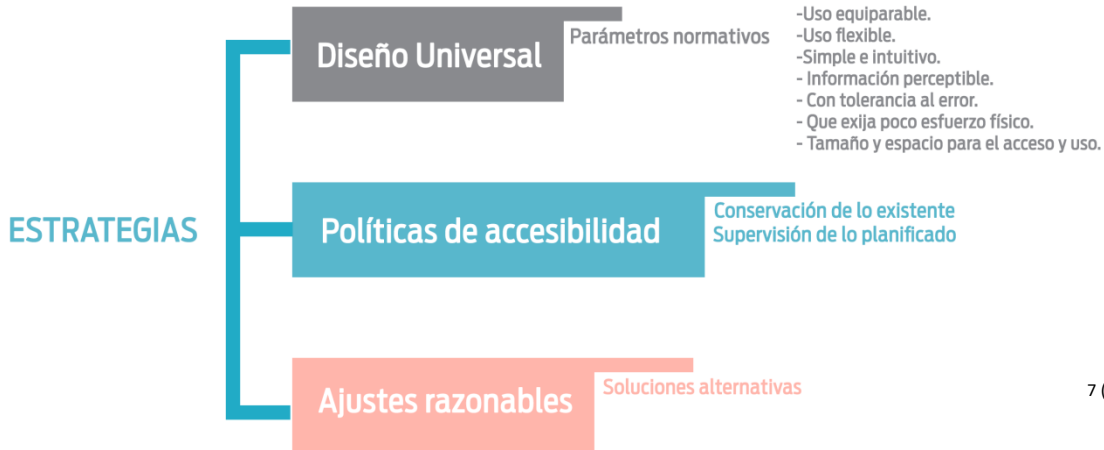 ESTRATEGIAS
Diseño Universal
Parámetros normativos
-Uso equiparable.
-Uso flexible.
-Simple e intuitivo.
- Información perceptible.
- Con tolerancia al error.
- Que exija poco esfuerzo físico.
- Tamaño y espacio para el acceso y uso.
Políticas de accesibilidad
Conservación de lo existente
Supervisión de lo planificado
Ajustes razonables
Soluciones alternativas
7 (